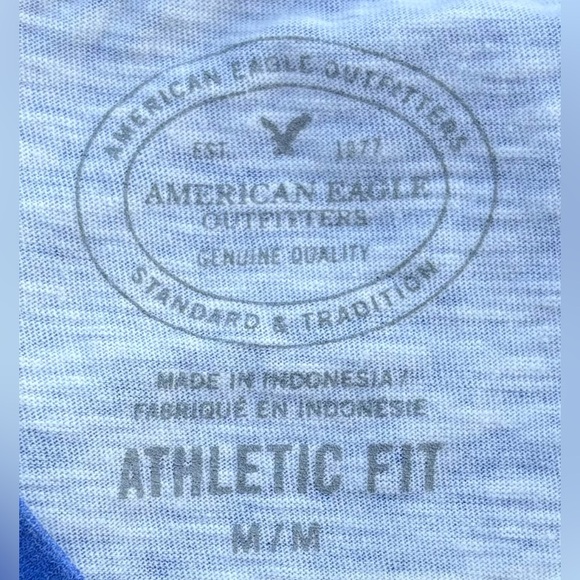 AMERICAN EAGLE OUTFITTERS
EST. 1977
AMERICAN EAGLE
OUTFITTERS
GENUINE QUALITY
STANDARD & TRADITION
MADE IN INDONESIA /
FABRIQUÉ EN INDONESIE
ATHLETIC FIT
M/M